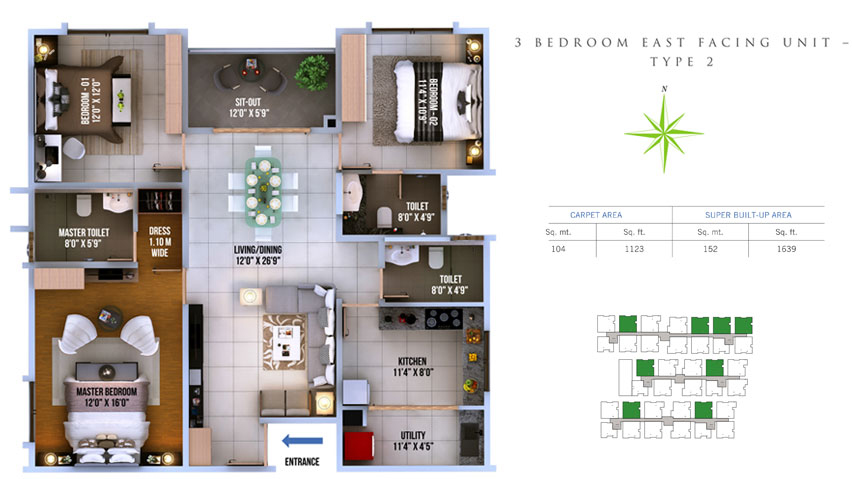 3 BEDROOM EAST FACING UNIT –
TYPE 2
N
CARPET AREA
SUPER BUILT-UP AREA
Sq. mt.
Sq. ft.
Sq. mt.
Sq. ft.
104
1123
152
1639
BEDROOM - 01
12'0" X 12'0"
SIT-OUT
12'0" X 5'9"
BEDROOM - 02
11'4" X 10'9"
MASTER TOILET
8'0" X 5'9"
DRESS
1.10 M
WIDE
LIVING/DINING
12'0" X 26'9"
TOILET
8'0" X 4'9"
TOILET
8'0" X 4'9"
KITCHEN
11'4" X 8'0"
MASTER BEDROOM
12'0" X 16'0"
UTILITY
11'4" X 4'5"
ENTRANCE